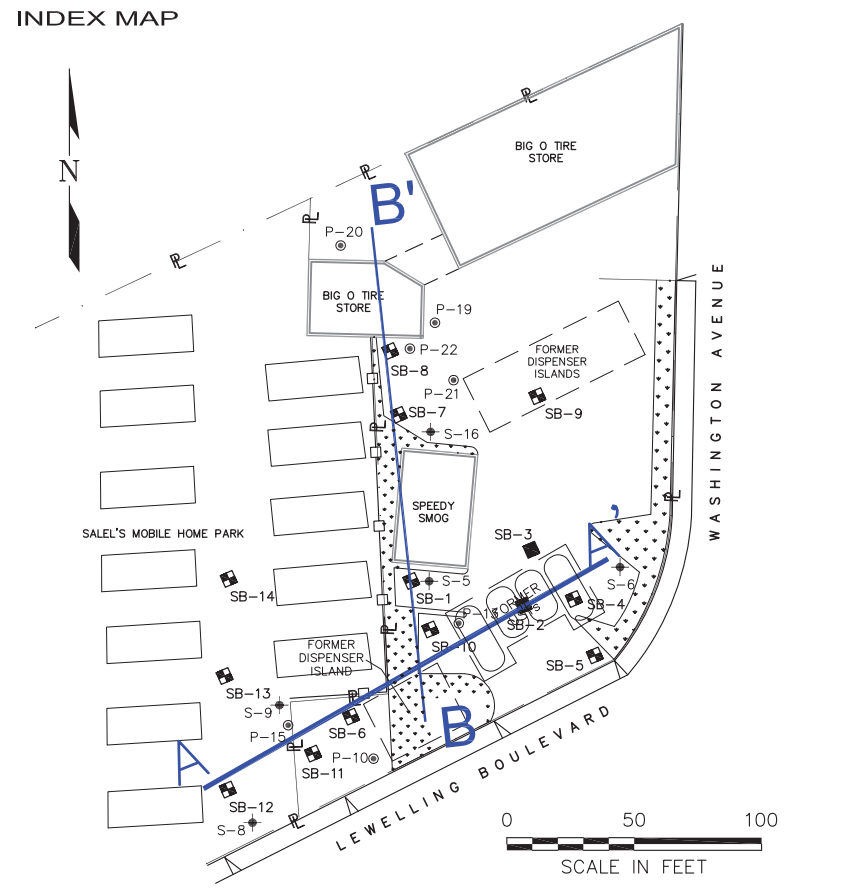 INDEX MAP
N
BIG O TIRE
STORE
B'
P-20
BIG O TIRE
STORE
P-19
P-22
SB-8
P-21
FORMER
DISPENSER
ISLANDS
SB-9
SB-7
S-16
WASHINGTON AVENUE
SPEEDY
SMOG
SALEL'S MOBILE HOME PARK
SB-3
A'
SB-14
SB-1
S-5
S-6
FORMER
SB-2
SB-4
P-13
SB-10
FORMER
DISPENSER
ISLAND
SB-5
SB-13
S-9
P-15
SB-6
B
A
SB-11
P-10
SB-12
S-8
LEWELLING BOULEVARD
0 50 100
SCALE IN FEET